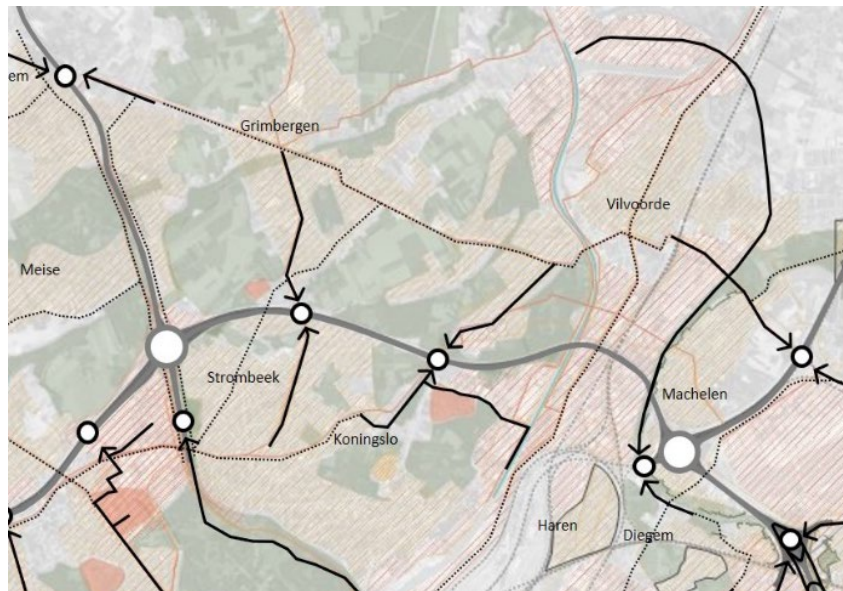 em
Grimbergen
Vilvoorde
Meise
Strombeek
Machelen
Koningslo
Haren
Diegem